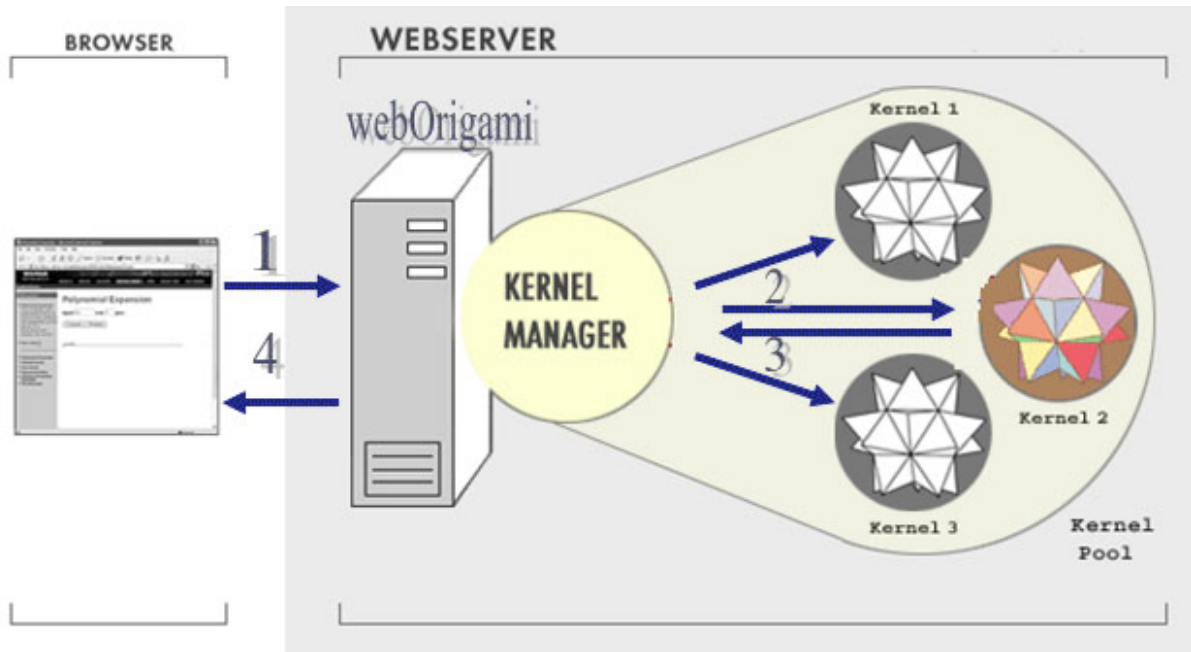 BROWSER
WEBSERVER
webOrigami
Kernel 1
1
Polynomial Expansion
KERNEL
MANAGER
2
3
4
Kernel 2
Kernel 3
Kernel
Pool